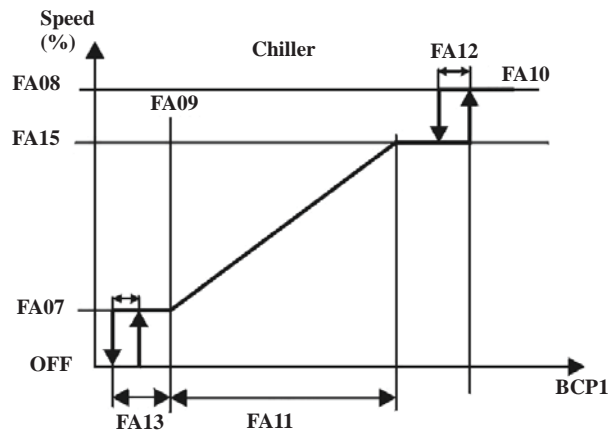 Speed
(%)
Chiller
FA12
FA08
FA09
FA10
FA15
FA07
OFF
BCP1
FA13
FA11